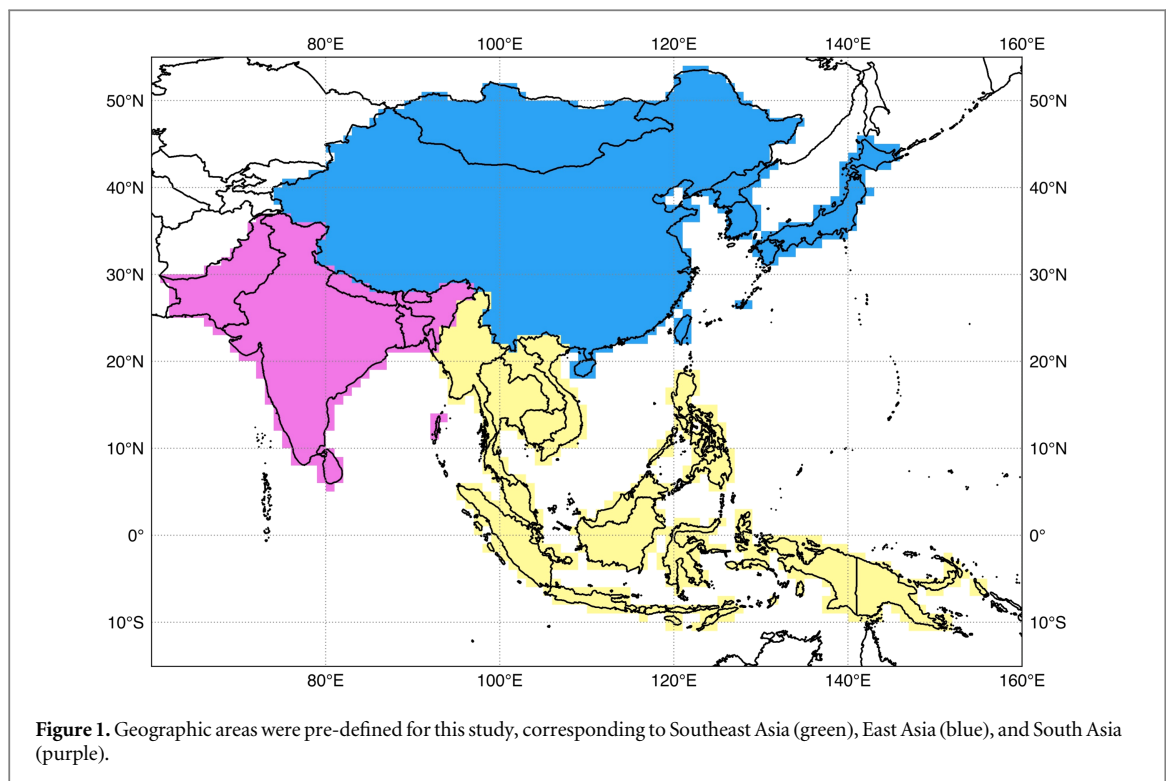 80°E 100°E 120°E 140°E 160°E
50°N 50°N
40°N 40°N
30°N 30°N
20°N 20°N
10°N 10°N
0° 0°
10°S 10°S
80°E 100°E 120°E 140°E 160°E
Figure 1. Geographic areas were pre-defined for this study, corresponding to Southeast Asia (green), East Asia (blue), and South Asia
(purple).